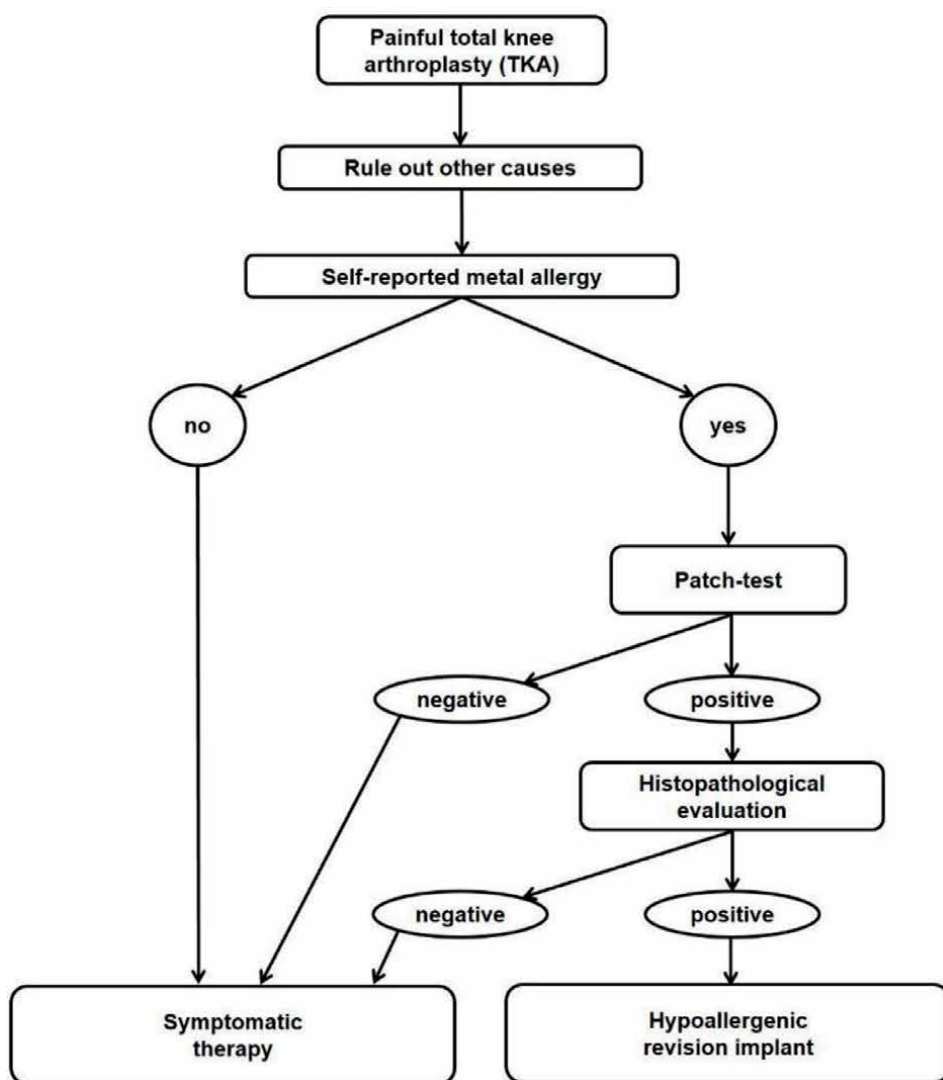 Painful total knee
arthroplasty (TKA)
Rule out other causes
Self-reported metal allergy
no
yes
Patch-test
negative
positive
Histopathological
evaluation
negative
positive
Symptomatic
therapy
Hypoallergenic
revision implant